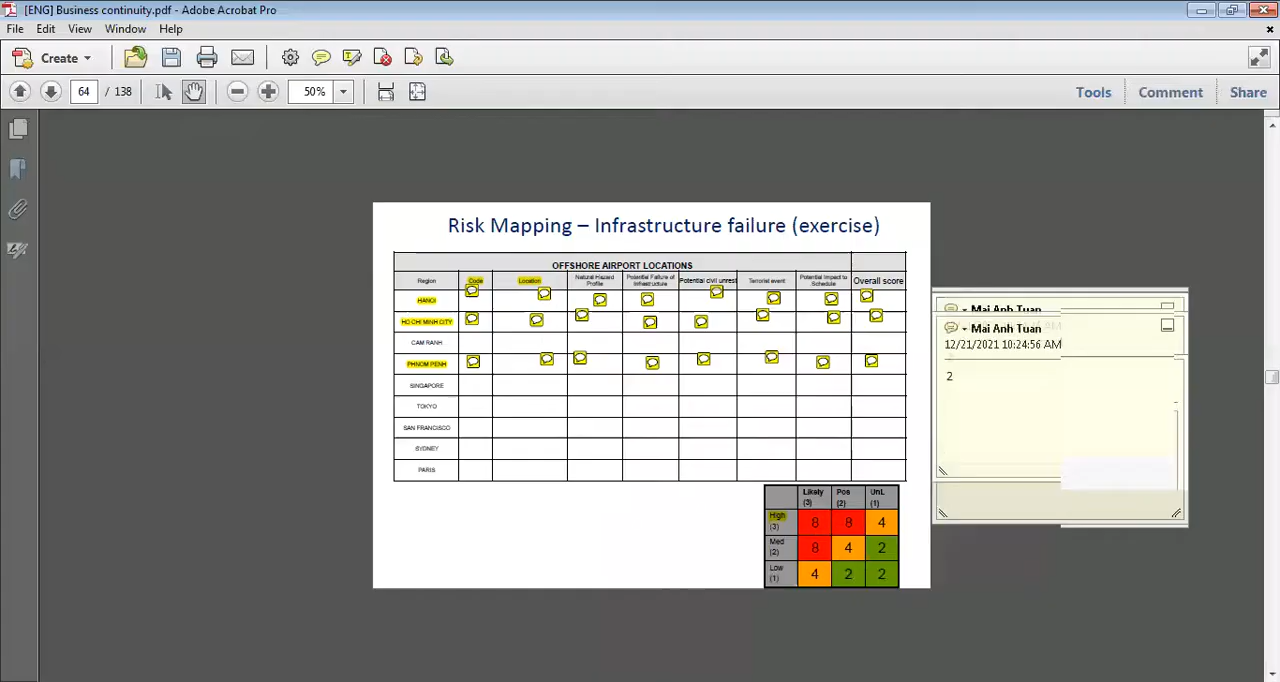 [ENG] Business continuity.pdf - Adobe Acrobat Pro
File Edit View Window Help
Create
64 / 138 50% Tools Comment Share
Risk Mapping – Infrastructure failure (exercise)
OFFSHORE AIRPORT LOCATIONS
Region Code Location Natural Hazard Profile Potential Failure of Infrastructure Potential civil unrest Terrorist event Potential Impact to Schedule Overall score
HANOI
HO CHI MINH CITY
CAM RANH
PHNOM PENH
SINGAPORE
TOKYO
SAN FRANCISCO
SYDNEY
PARIS
Likely (3) Pos (2) UnL (1)
High (3) 8 8 4
Med (2) 8 4 2
Low (1) 4 2 2
Mai Anh Tuan
Mai Anh Tuan
12/21/2021 10:24:56 AM
2